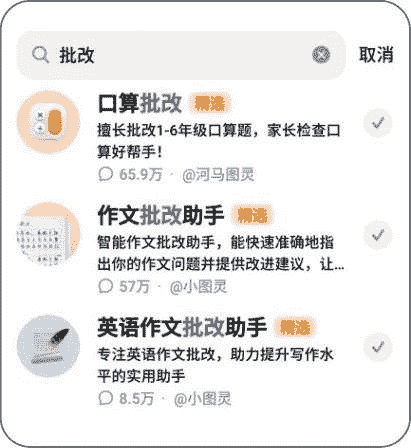 批改
取消
口算批改 精选
擅长批改1-6年级口算题，家长检查口
算好帮手！
65.9万 · @河马图灵
作文批改助手 精选
智能作文批改助手，能快速准确地指
出你的作文问题并提供改进建议，让...
57万 · @小图灵
英语作文批改助手 精选
专注英语作文批改，助力提升写作水
平的实用助手
8.5万 · @小图灵